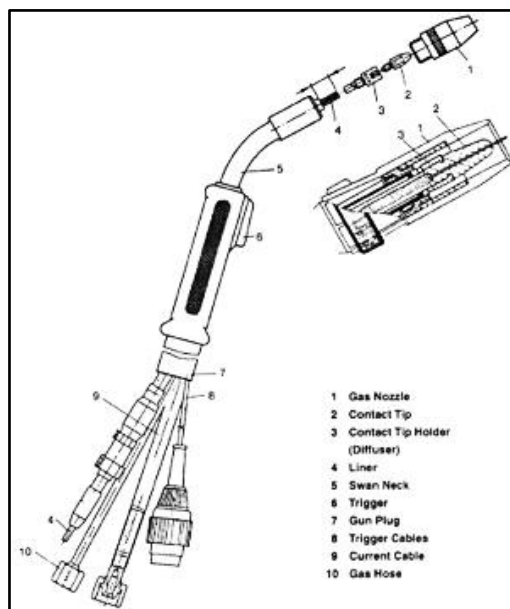 1
2
3
4
3
1
2
5
6
7
8
9
4
10
1 Gas Nozzle
2 Contact Tip
3 Contact Tip Holder
(Diffuser)
4 Liner
5 Swan Neck
6 Trigger
7 Gun Plug
8 Trigger Cables
9 Current Cable
10 Gas Hose